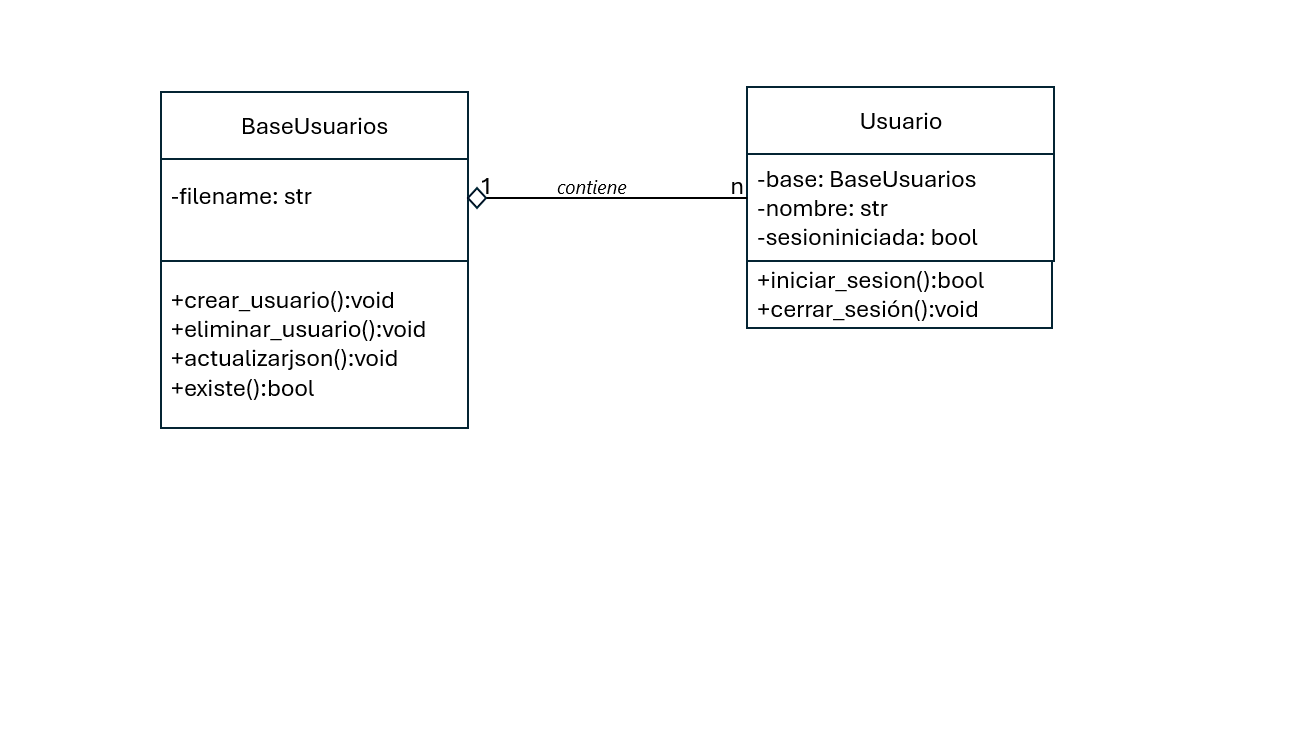 BaseUsuarios
-filename: str
+crear_usuario():void
+eliminar_usuario():void
+actualizarjson():void
+existe():bool
1
contiene
n
Usuario
-base: BaseUsuarios
-nombre: str
-sesioniniciada: bool
+iniciar_sesion():bool
+cerrar_sesión():void